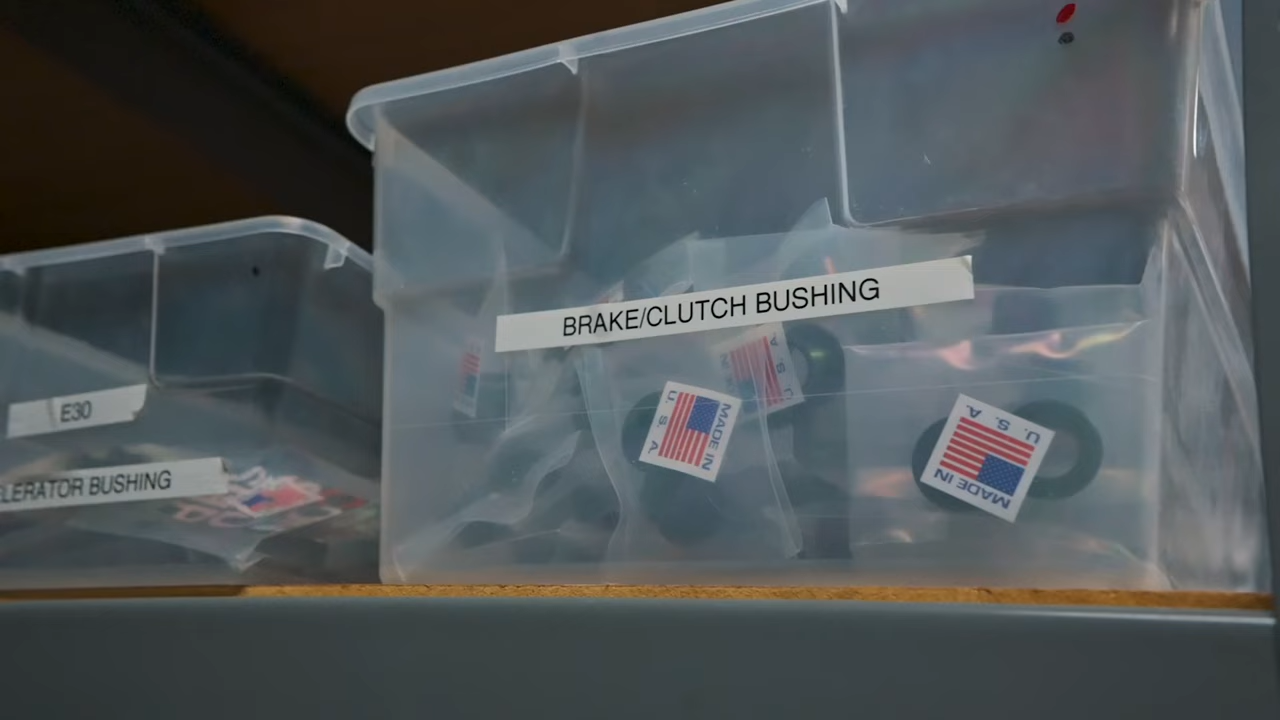 E30
LERATOR BUSHING
BRAKE/CLUTCH BUSHING
U. S. A
MADE IN
U. S. A
MADE IN
U. S. A